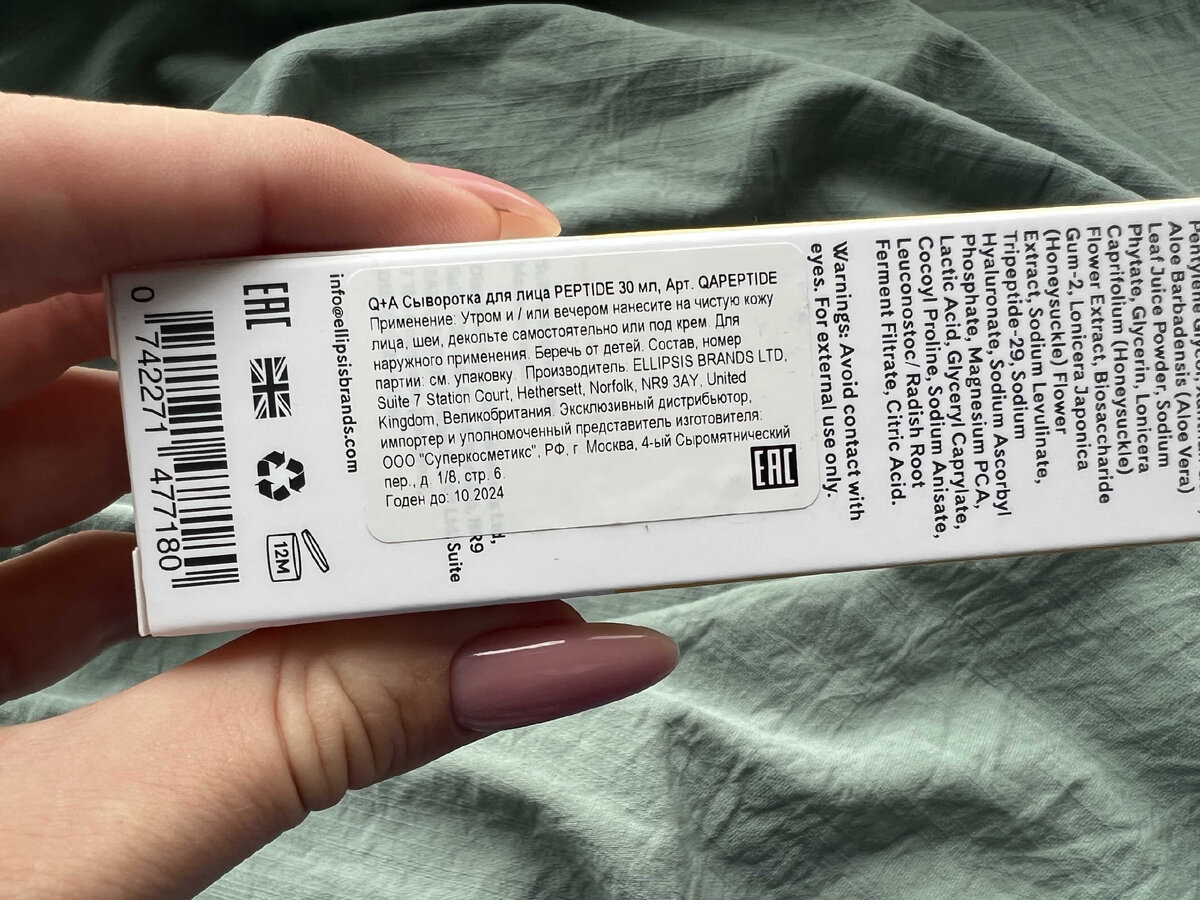 Q+A Сыворотка для лица PEPTIDE 30 мл, Арт. QAPEPTIDE
Применение: Утром и / или вечером нанесите на чистую кожу
лица, шеи, декольте самостоятельно или под крем. Для
наружного применения. Беречь от детей. Состав, номер
партии: см. упаковку. Производитель: ELLIPSIS BRANDS LTD,
Suite 7 Station Court, Hethersett, Norfolk, NR9 3AY, United
Kingdom, Великобритания. Эксклюзивный дистрибьютор,
импортер и уполномоченный представитель изготовителя:
ООО "Суперкосметикс", РФ, г Москва, 4-ый Сыромятнический
пер., д. 1/8, стр. 6.
Годен до: 10.2024
EAC
Aloe Barbadensis (Aloe Vera)
Leaf Juice Powder, Sodium
Phytate, Glycerin, Lonicera
Caprifolium (Honeysuckle)
Flower Extract, Biosaccharide
Gum-2, Lonicera Japonica
(Honeysuckle) Flower
Extract, Sodium Levulinate,
Tripeptide-29, Sodium
Hyaluronate, Sodium Ascorbyl
Phosphate, Magnesium PCA,
Lactic Acid, Glyceryl Caprylate,
Cocoyl Proline, Sodium Anisate,
Leuconostoc/ Radish Root
Ferment Filtrate, Citric Acid.
Warnings: Avoid contact with
eyes. For external use only.
Suite
info@ellipsisbrands.com
EAC
12M
0 742271 477180